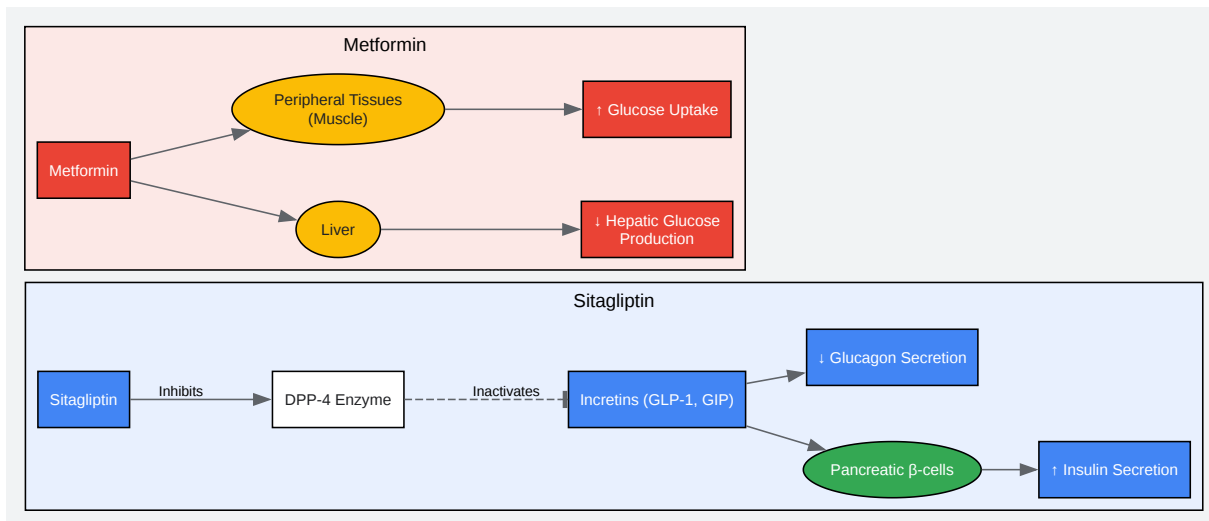 Metformin
Peripheral Tissues
(Muscle)
↑ Glucose Uptake
Metformin
Liver
↓ Hepatic Glucose
Production
Sitagliptin
↓ Glucagon Secretion
Sitagliptin
Inhibits
DPP-4 Enzyme
Inactivates
Incretins (GLP-1, GIP)
Pancreatic β-cells
↑ Insulin Secretion